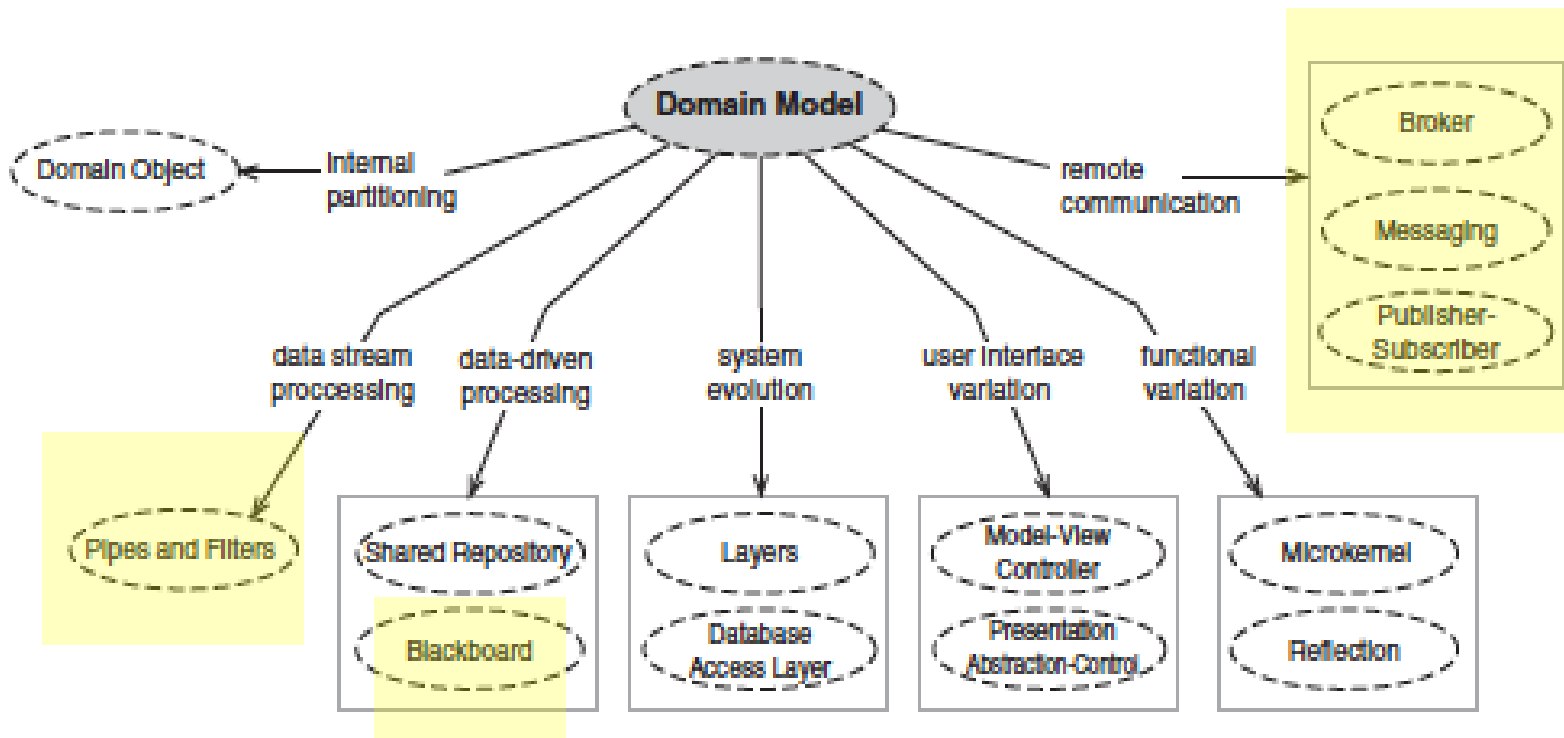 Domain Model
Domain Object
Internal
partitioning
remote
communication
Broker
Messaging
Publisher-
Subscriber
data stream
proccessing
data-driven
processing
system
evolution
user interface
variation
functional
variation
Pipes and Filters
Shared Repository
Blackboard
Layers
Database
Access Layer
Model-View
Controller
Presentation
Abstraction-Control
Microkernel
Reflection